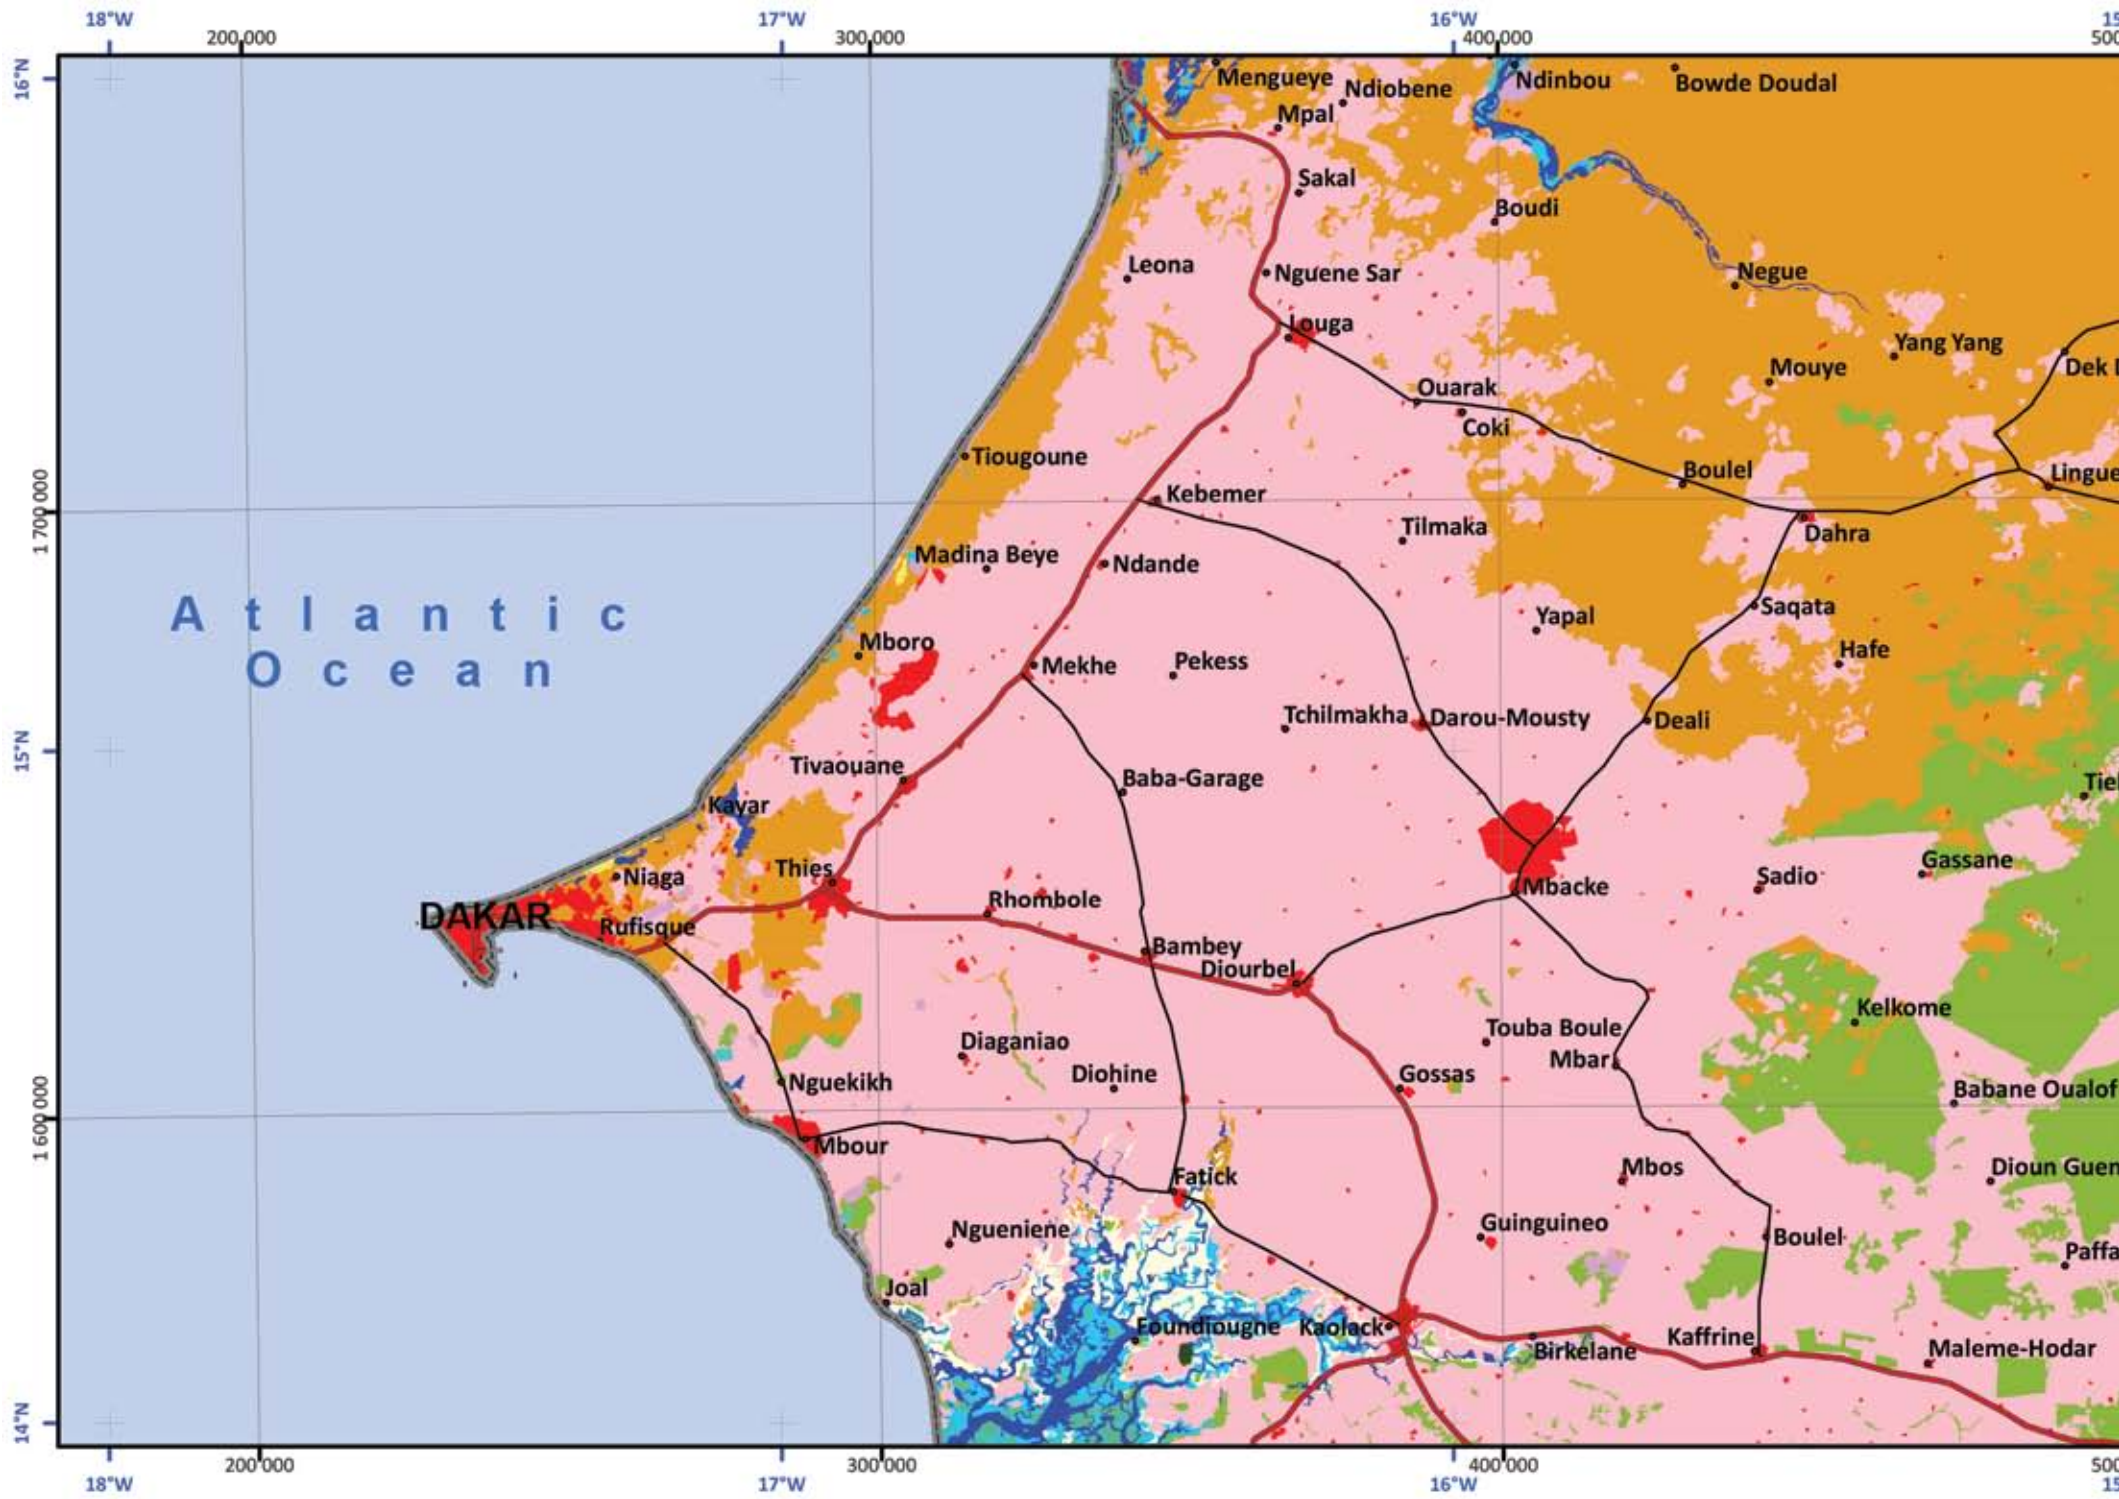 18°W
17°W
16°W
200 000
300 000
400 000
16°N
Mengueye
Ndinbou
Bowde Doudal
Ndiobene
Mpal
Sakal
Boudi
Leona
Nguene Sar
Negue
Louga
Yang Yang
Mouye
Dek
Ouarak
Coki
Tiougoune
Boulel
Lingue
Kebemer
1 700 000
Tilmaka
Dahra
Madina Beye
Ndande
Atlantic
Ocean
Saqata
Yapal
Mboro
Hafe
Mekhe
Pekess
Tchilmakha
Darou-Mousty
Deali
15°N
Tivaouane
Baba-Garage
Tiel
Kayar
Thies
Niaga
Gassane
Sadio
Mbacke
Rhombole
DAKAR
Rufisque
Bambey
Diourbel
Kelkome
Touba Boule
Diaganiao
Mbar
Diohine
Nguekikh
Gossas
Babane Oualof
1 600 000
Mbour
Mbos
Dioun Guen
Fatick
Ngueniene
Guinguineo
Boulel
Paffa
Joal
Foundiougne
Kaolack
Birkelane
Kaffrine
Maleme-Hodar
14°N
200 000
300 000
400 000
18°W
17°W
16°W